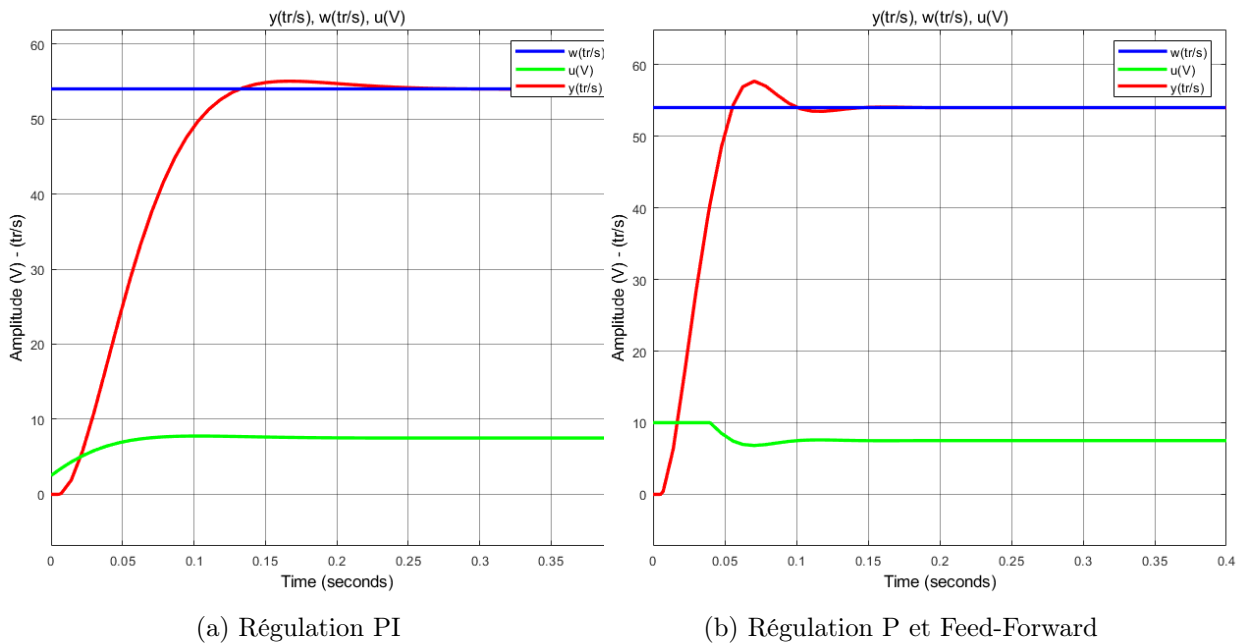 y(tr/s), w(tr/s), u(V)
60
50
40
30
20
10
0
Amplitude (V) - (tr/s)
w(tr/s)
u(V)
y(tr/s)
0 0.05 0.1 0.15 0.2 0.25 0.3 0.35
Time (seconds)
(a) Régulation PI
y(tr/s), w(tr/s), u(V)
60
50
40
30
20
10
0
Amplitude (V) - (tr/s)
w(tr/s)
u(V)
y(tr/s)
0 0.05 0.1 0.15 0.2 0.25 0.3 0.35 0.4
Time (seconds)
(b) Régulation P et Feed-Forward